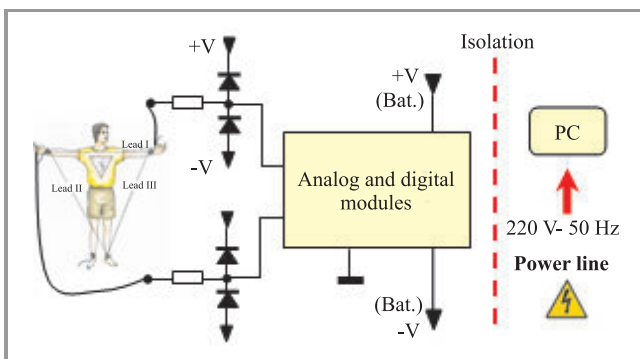 +V
-V
Lead I
Lead II
Lead III
Analog and digital
modules
+V
(Bat.)
(Bat.)
-V
Isolation
PC
220 V- 50 Hz
Power line